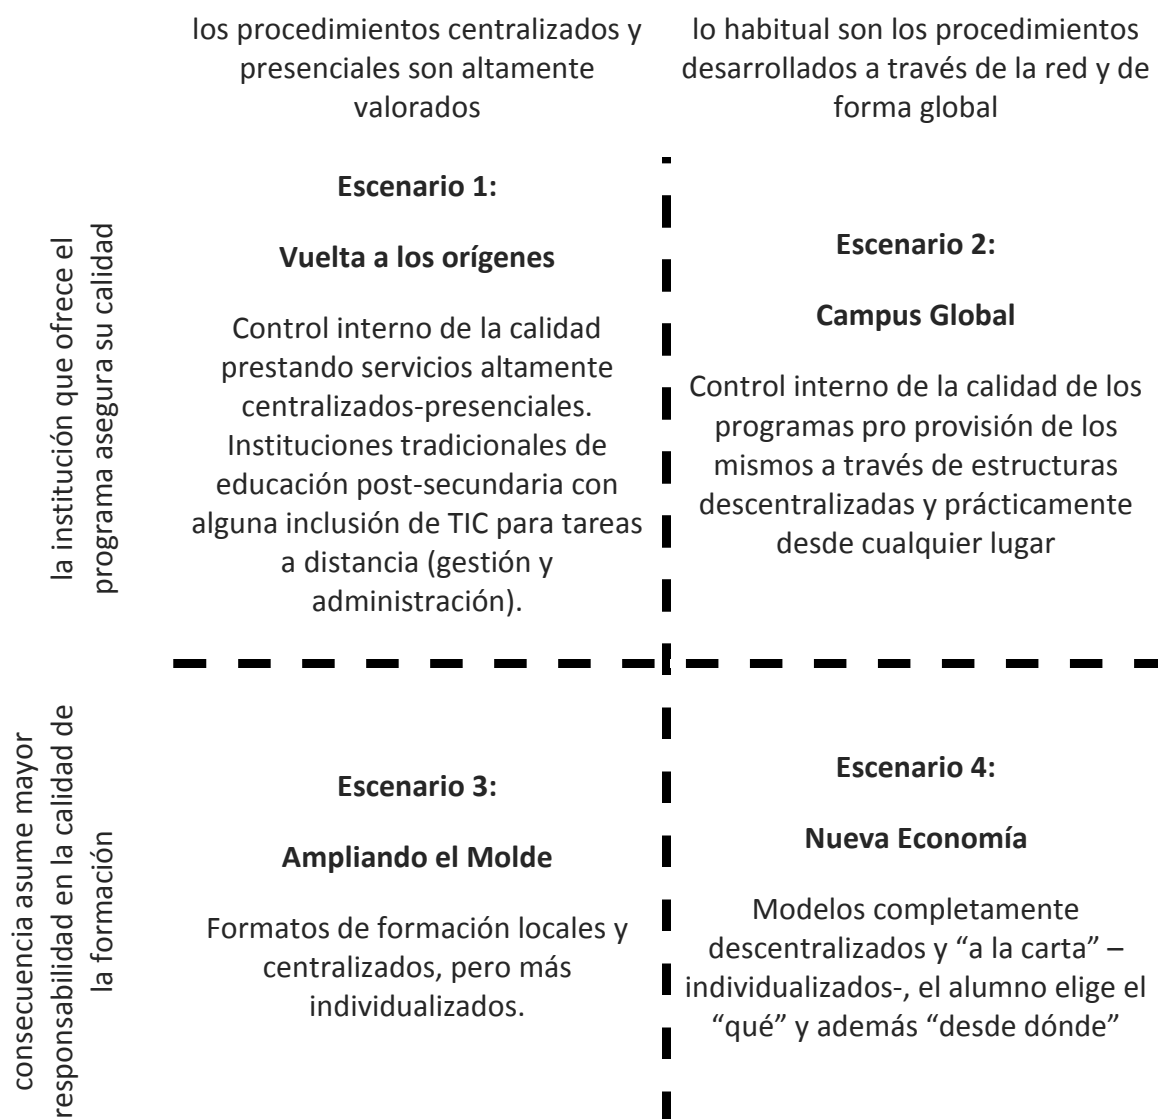 los procedimientos centralizados y
presenciales son altamente
valorados
lo habitual son los procedimientos
desarrollados a través de la red y de
forma global
la institución que ofrece el
programa asegura su calidad
Escenario 1:
Vuelta a los orígenes
Control interno de la calidad
prestando servicios altamente
centralizados-presenciales.
Instituciones tradicionales de
educación post-secundaria con
alguna inclusión de TIC para tareas
a distancia (gestión y
administración).
Escenario 2:
Campus Global
Control interno de la calidad de los
programas pro provisión de los
mismos a través de estructuras
descentralizadas y prácticamente
desde cualquier lugar
consecuencia asume mayor
responsabilidad en la calidad de
la formación
Escenario 3:
Ampliando el Molde
Formatos de formación locales y
centralizados, pero más
individualizados.
Escenario 4:
Nueva Economía
Modelos completamente
descentralizados y “a la carta” –
individualizados-, el alumno elige el
“qué” y además “desde dónde”